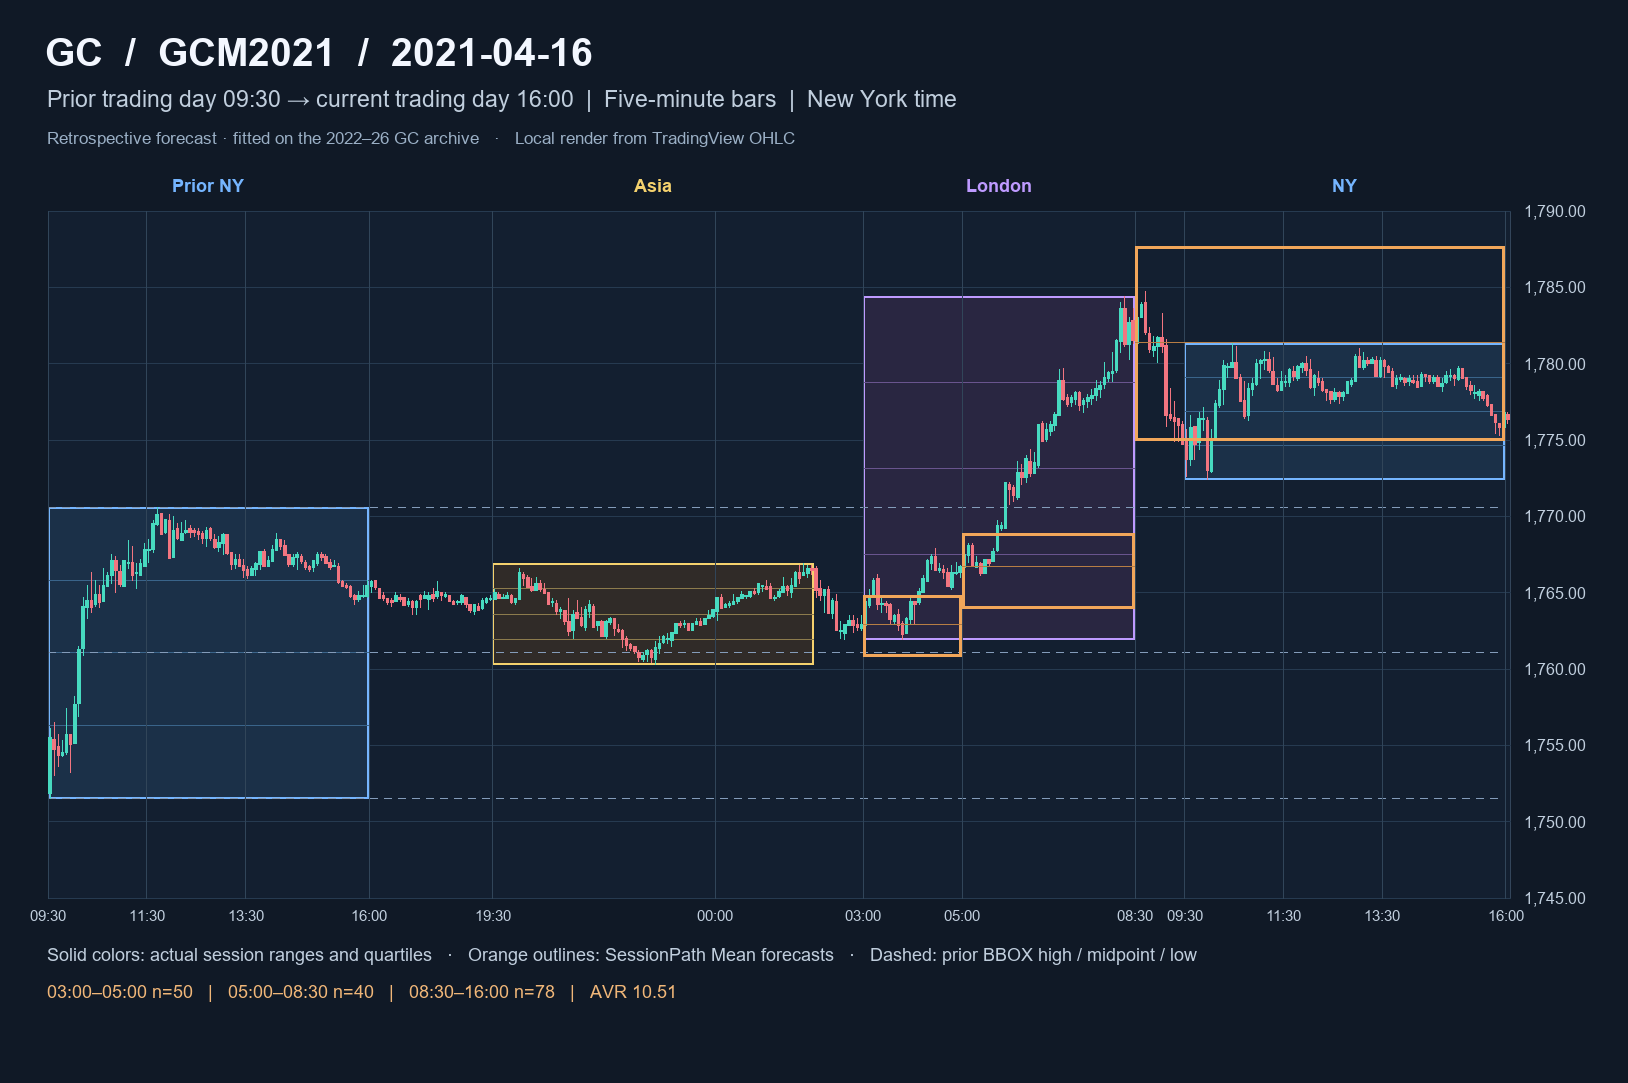 GC / GCM2021 / 2021-04-16
Prior trading day 09:30 → current trading day 16:00 | Five-minute bars | New York time
Retrospective forecast · fitted on the 2022–26 GC archive · Local render from TradingView OHLC
Prior NY Asia London NY
1,790.00
1,785.00
1,780.00
1,775.00
1,770.00
1,765.00
1,760.00
1,755.00
1,750.00
1,745.00
09:30 11:30 13:30 16:00 19:30 00:00 03:00 05:00 08:30 09:30 11:30 13:30 16:00
Solid colors: actual session ranges and quartiles · Orange outlines: SessionPath Mean forecasts · Dashed: prior BBOX high / midpoint / low
03:00–05:00 n=50 | 05:00–08:30 n=40 | 08:30–16:00 n=78 | AVR 10.51